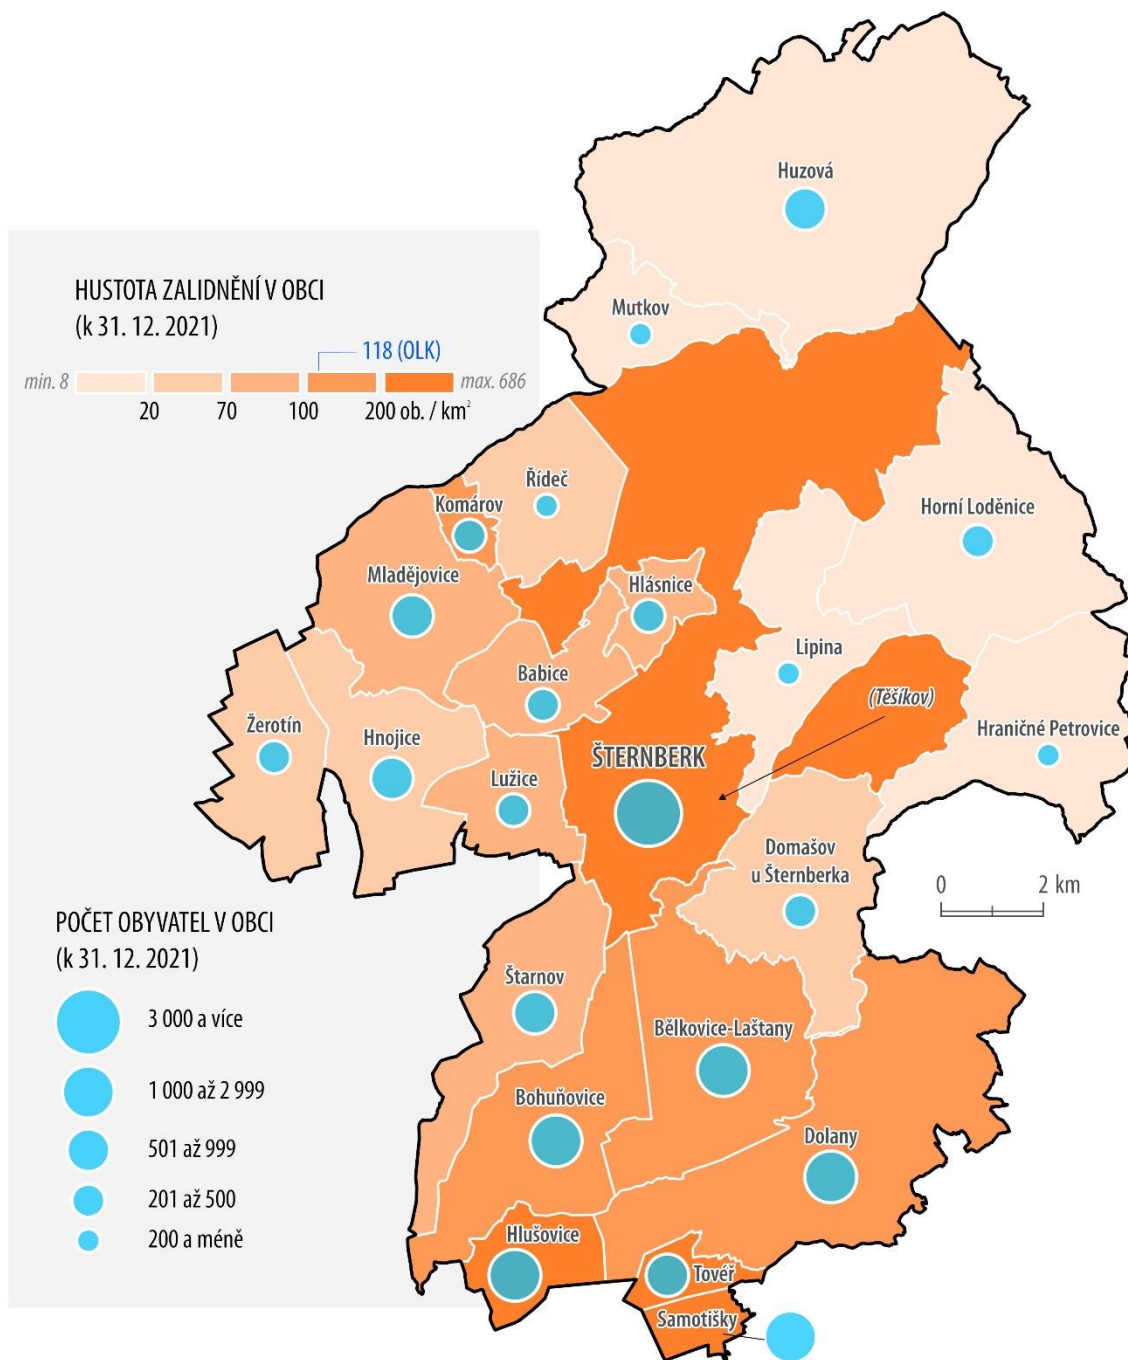 Huzová
HUSTOTA ZALIDNĚNÍ V OBCI
(k 31. 12. 2021)
118 (OLK)
min. 8
max. 686
20 70 100 200 ob. / km²
Mutkov
Řídeč
Komárov
Horní Loděnice
Mladějovice
Hlásnice
Lipina
Babice
(Těšíkov)
Žerotín
Hnojice
Hraničné Petrovice
ŠTERNBERK
Lužice
Domašov
u Šternberka
0 2 km
POČET OBYVATEL V OBCI
(k 31. 12. 2021)
3 000 a více
1 000 až 2 999
501 až 999
201 až 500
200 a méně
Štarnov
Bělkovice-Laštany
Bohuňovice
Dolany
Hlušovice
Tovéř
Samotišky